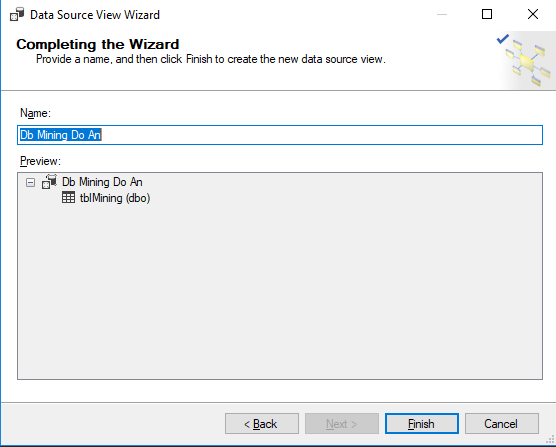 Data Source View Wizard
Completing the Wizard
Provide a name, and then click Finish to create the new data source view.
Name:
Db Mining Do An
Preview:
Db Mining Do An
tblMining (dbo)
< Back
Next >
Finish
Cancel